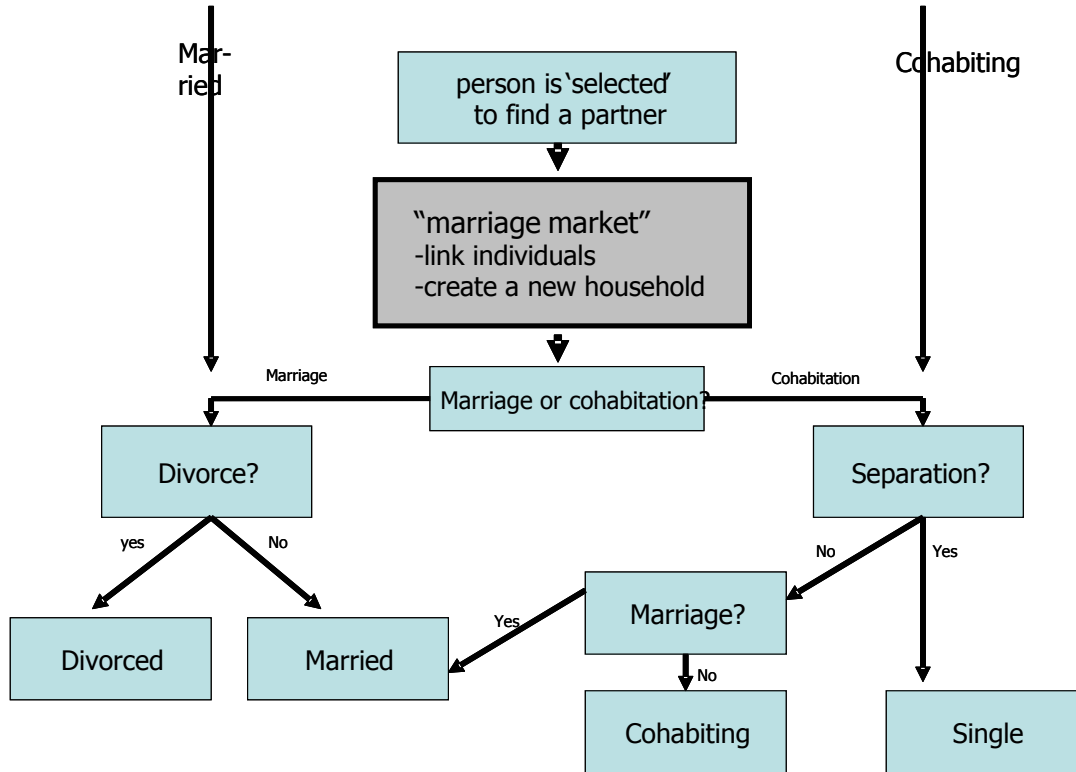 Mar-
ried
person is 'selected'
to find a partner
Cohabiting
"marriage market"
-link individuals
-create a new household
Marriage
Marriage or cohabitation?
Cohabitation
Divorce?
Separation?
yes
No
No
Yes
Divorced
Married
Yes
Marriage?
No
Cohabiting
Single